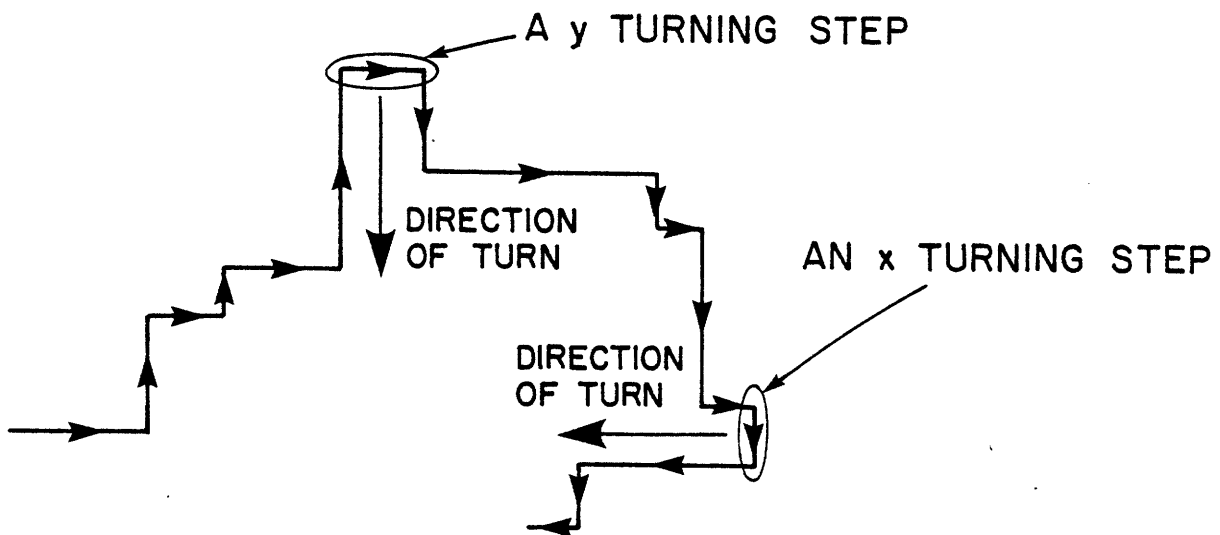 A y TURNING STEP
DIRECTION
OF TURN
AN x TURNING STEP
DIRECTION
OF TURN